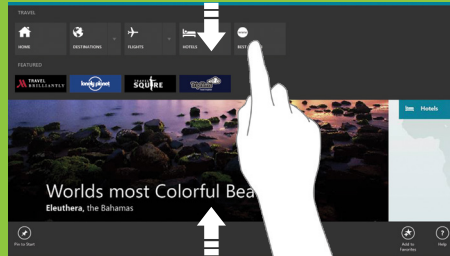 TRAVEL
HOME
DESTINATIONS
FLIGHTS
HOTELS
FEATURED
TRAVEL
BRILLIANTLY
lonely planet
SQUIRE
Worlds most Colorful Bea
Eleuthera, the Bahamas
Hotels
Pin to Start
Add to
Favorites
Help